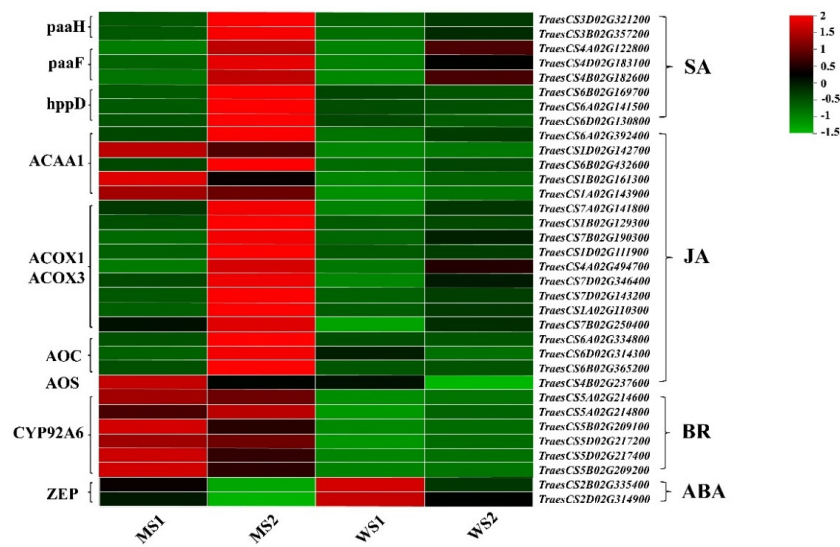 paaH
paaF
hppD
ACAA1
ACOX1
ACOX3
AOC
AOS
CYP92A6
ZEP
TraesCS3D02G321200
TraesCS3B02G357200
TraesCS4A02G122800
TraesCS4D02G183100
TraesCS4B02G182600
TraesCS6B02G169700
TraesCS6A02G141500
TraesCS6D02G130800
TraesCS6A02G392400
TraesCS1D02G142700
TraesCS6B02G432600
TraesCS1B02G161300
TraesCS1A02G143900
TraesCS7A02G141800
TraesCS1B02G129300
TraesCS7B02G190300
TraesCS1D02G111900
TraesCS4A02G494700
TraesCS7D02G346400
TraesCS7D02G143200
TraesCS1A02G110300
TraesCS7B02G250400
TraesCS6A02G334800
TraesCS6D02G314300
TraesCS6B02G365200
TraesCS4B02G237600
TraesCS5A02G214600
TraesCS5A02G214800
TraesCS5B02G209100
TraesCS5D02G217200
TraesCS5D02G217400
TraesCS5B02G209200
TraesCS2B02G335400
TraesCS2D02G314900
SA
JA
BR
ABA
2
1.5
1
0.5
0
-0.5
-1
-1.5
MS1
MS2
WS1
WS2